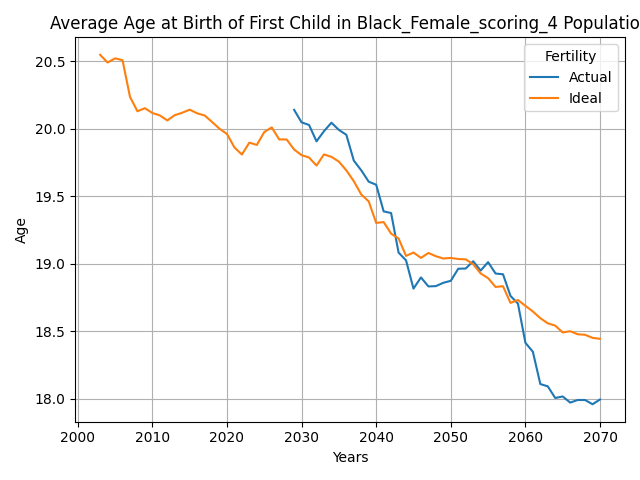 Average Age at Birth of First Child in Black_Female_scoring_4 Populatio
Fertility
Actual
Ideal
Age
20.5
20.0
19.5
19.0
18.5
18.0
2000 2010 2020 2030 2040 2050 2060 2070
Years